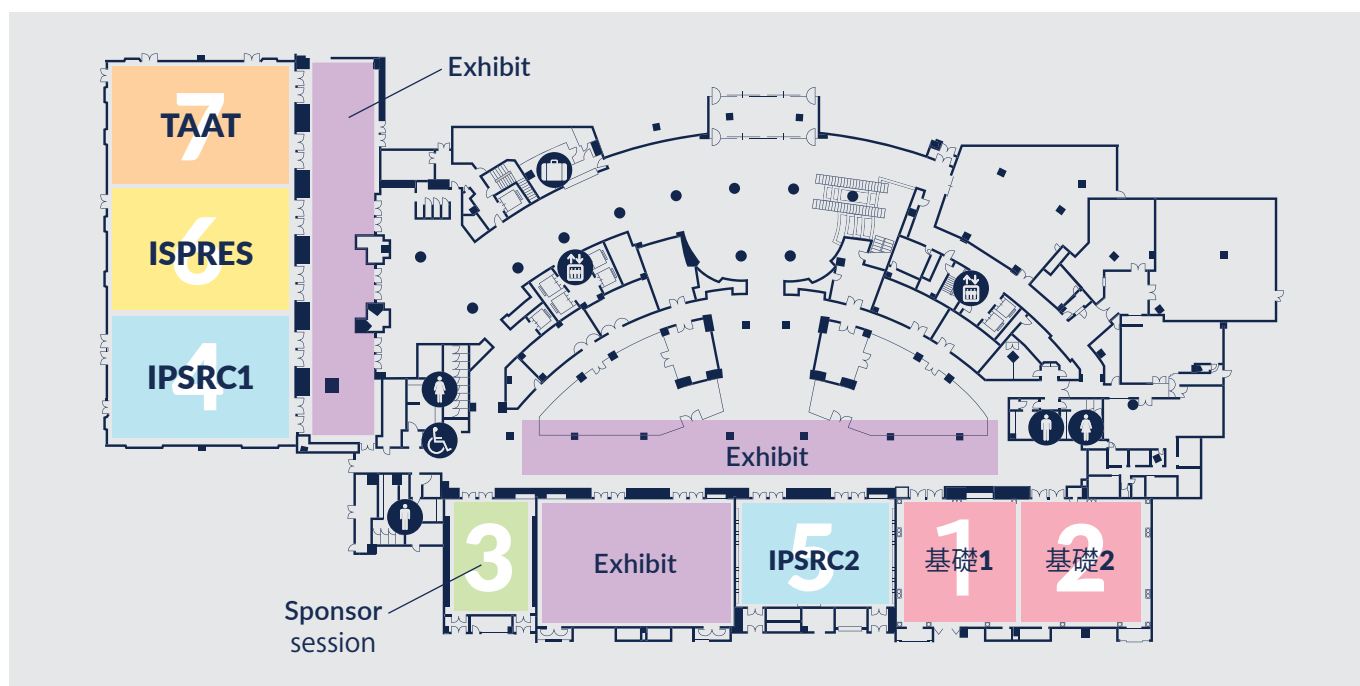 Exhibit
7
TAAT
6
ISPRES
4
IPSRC1
Exhibit
3
Exhibit
5
IPSRC2
1
基礎1
2
基礎2
Sponsor
session